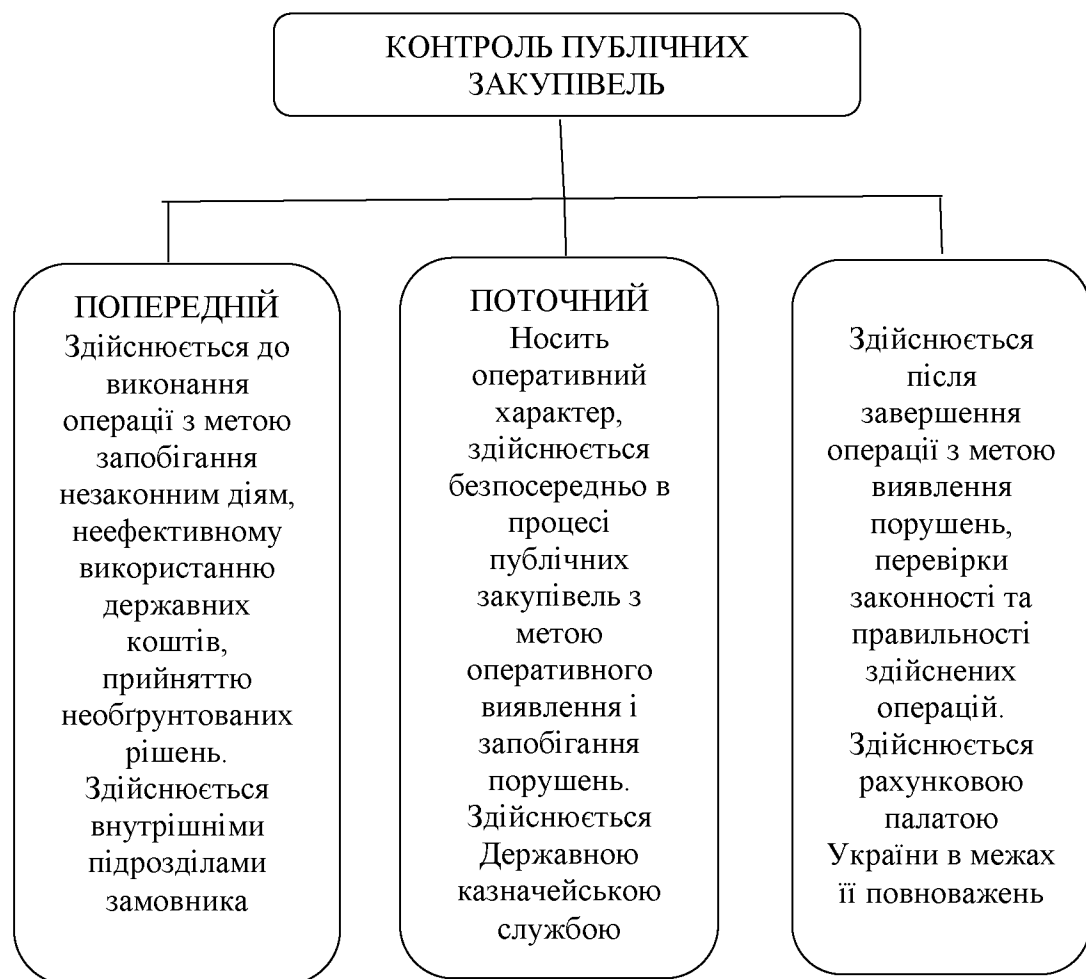 КОНТРОЛЬ ПУБЛІЧНИХ
ЗАКУПІВЕЛЬ
ПОПЕРЕДНІЙ
Здійснюється до
виконання
операції з метою
запобігання
незаконним діям,
неефективному
використанню
державних
коштів,
прийняттю
необґрунтованих
рішень.
Здійснюється
внутрішніми
підрозділами
замовника
ПОТОЧНИЙ
Носить
оперативний
характер,
здійснюється
безпосередньо в
процесі
публічних
закупівель з
метою
оперативного
виявлення і
запобігання
порушень.
Здійснюється
Державною
казначейською
службою
Здійснюється
після
завершення
операції з метою
виявлення
порушень,
перевірки
законності та
правильності
здійснених
операцій.
Здійснюється
рахунковою
палатою
України в межах
її повноважень